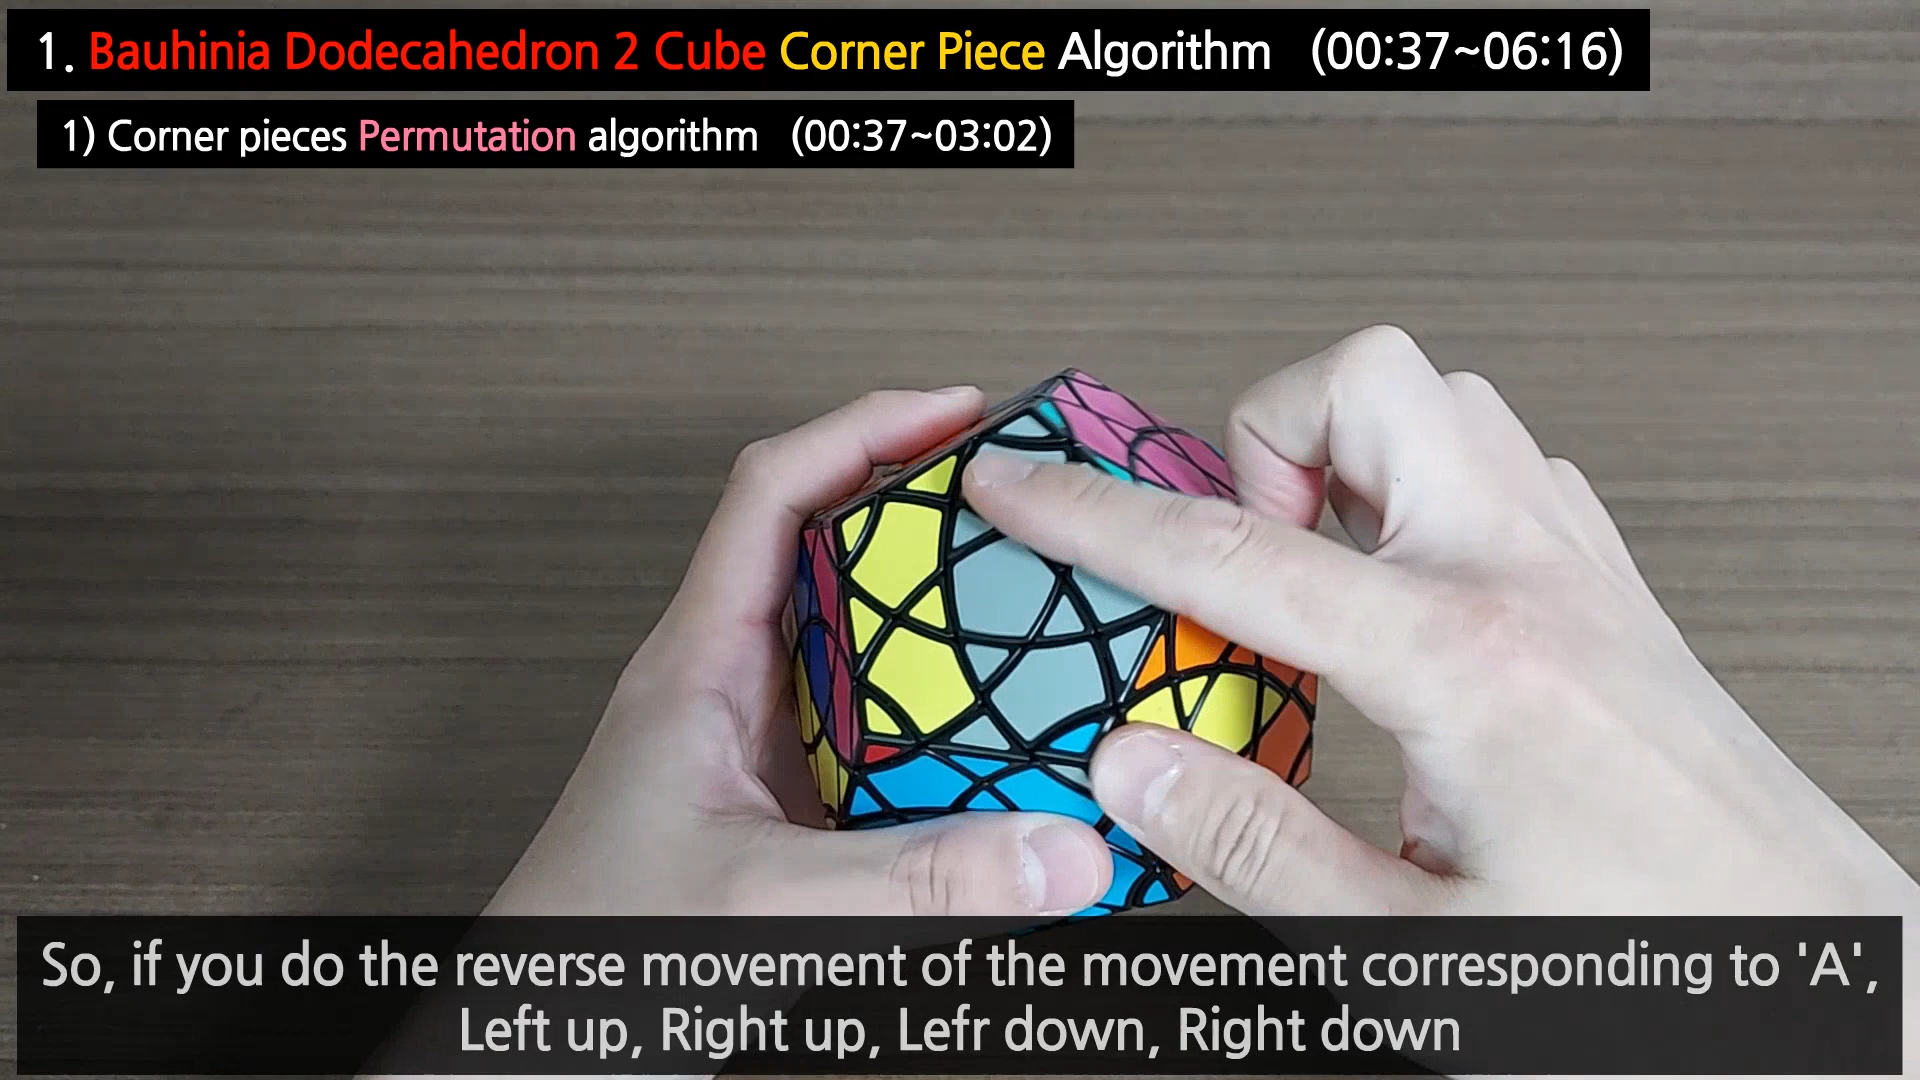 1. Bauhinia Dodecahedron 2 Cube Corner Piece Algorithm (00:37~06:16)
1) Corner pieces Permutation algorithm (00:37~03:02)
So, if you do the reverse movement of the movement corresponding to 'A',
Left up, Right up, Lefr down, Right down